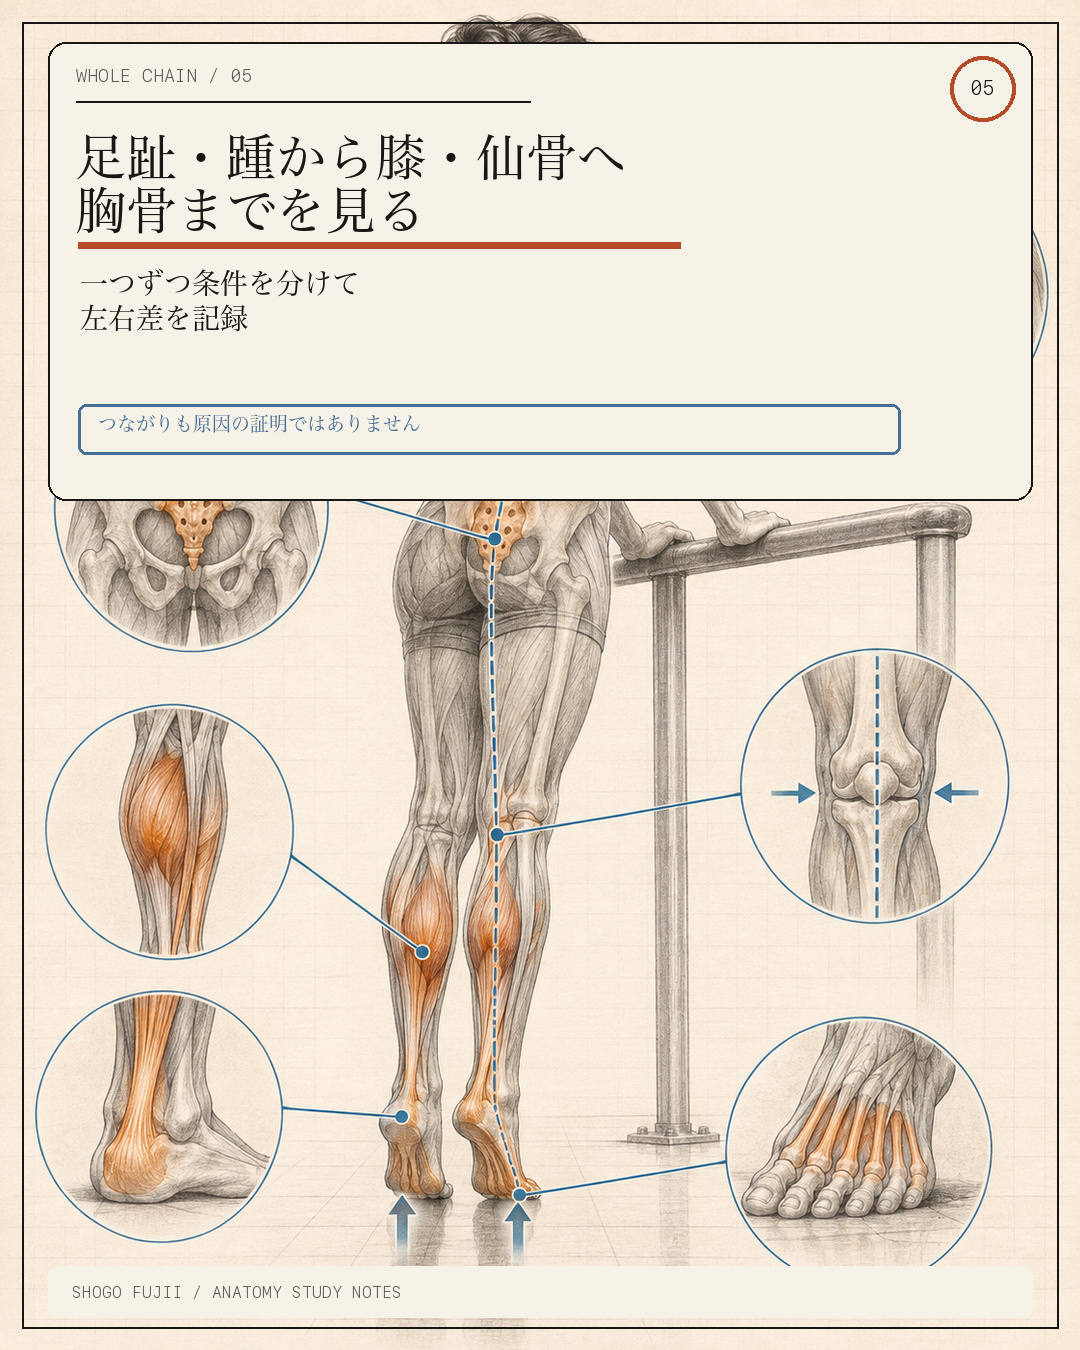 WHOLE CHAIN / 05
05
足趾・踵から膝・仙骨へ
胸骨までを見る
一つずつ条件を分けて
左右差を記録
つながりも原因の証明ではありません
SHOGO FUJII / ANATOMY STUDY NOTES